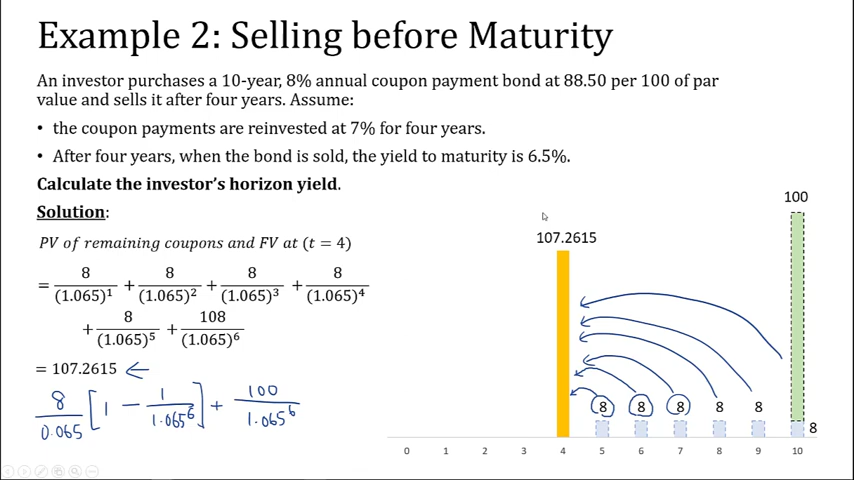 Example 2: Selling before Maturity
An investor purchases a 10-year, 8% annual coupon payment bond at 88.50 per 100 of par
value and sells it after four years. Assume:
• the coupon payments are reinvested at 7% for four years.
• After four years, when the bond is sold, the yield to maturity is 6.5%.
Calculate the investor's horizon yield.
Solution:
PV of remaining coupons and FV at (t = 4)
= 8/(1.065)¹ + 8/(1.065)² + 8/(1.065)³ + 8/(1.065)⁴
+ 8/(1.065)⁵ + 108/(1.065)⁶
= 107.2615 ←
8/0.065 [1 − 1/1.065⁶] + 100/1.065⁶
100
107.2615
8 8 8 8 8
8
0 1 2 3 4 5 6 7 8 9 10